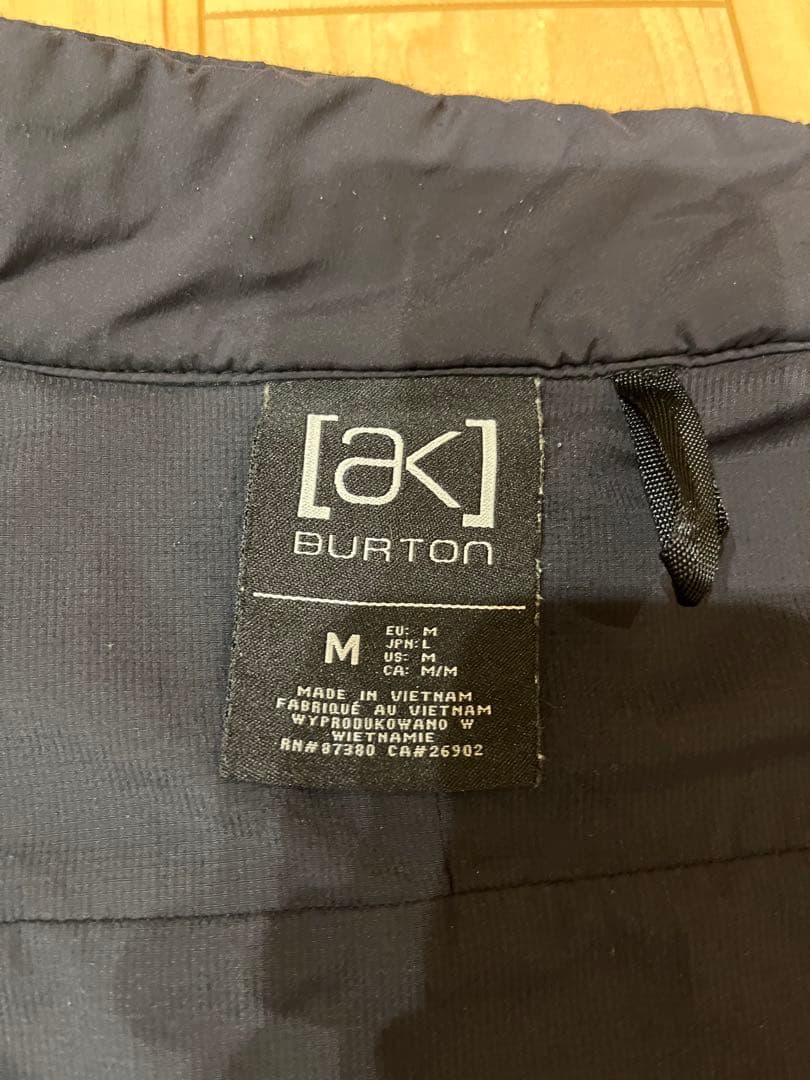 [ak]
BURTON
M
EU: M
JPN: L
US: M
CA: M/M
MADE IN VIETNAM
FABRIQUÉ AU VIETNAM
WYPRODUKOWANO W
WIETNAMIE
RN#87380 CA#26902